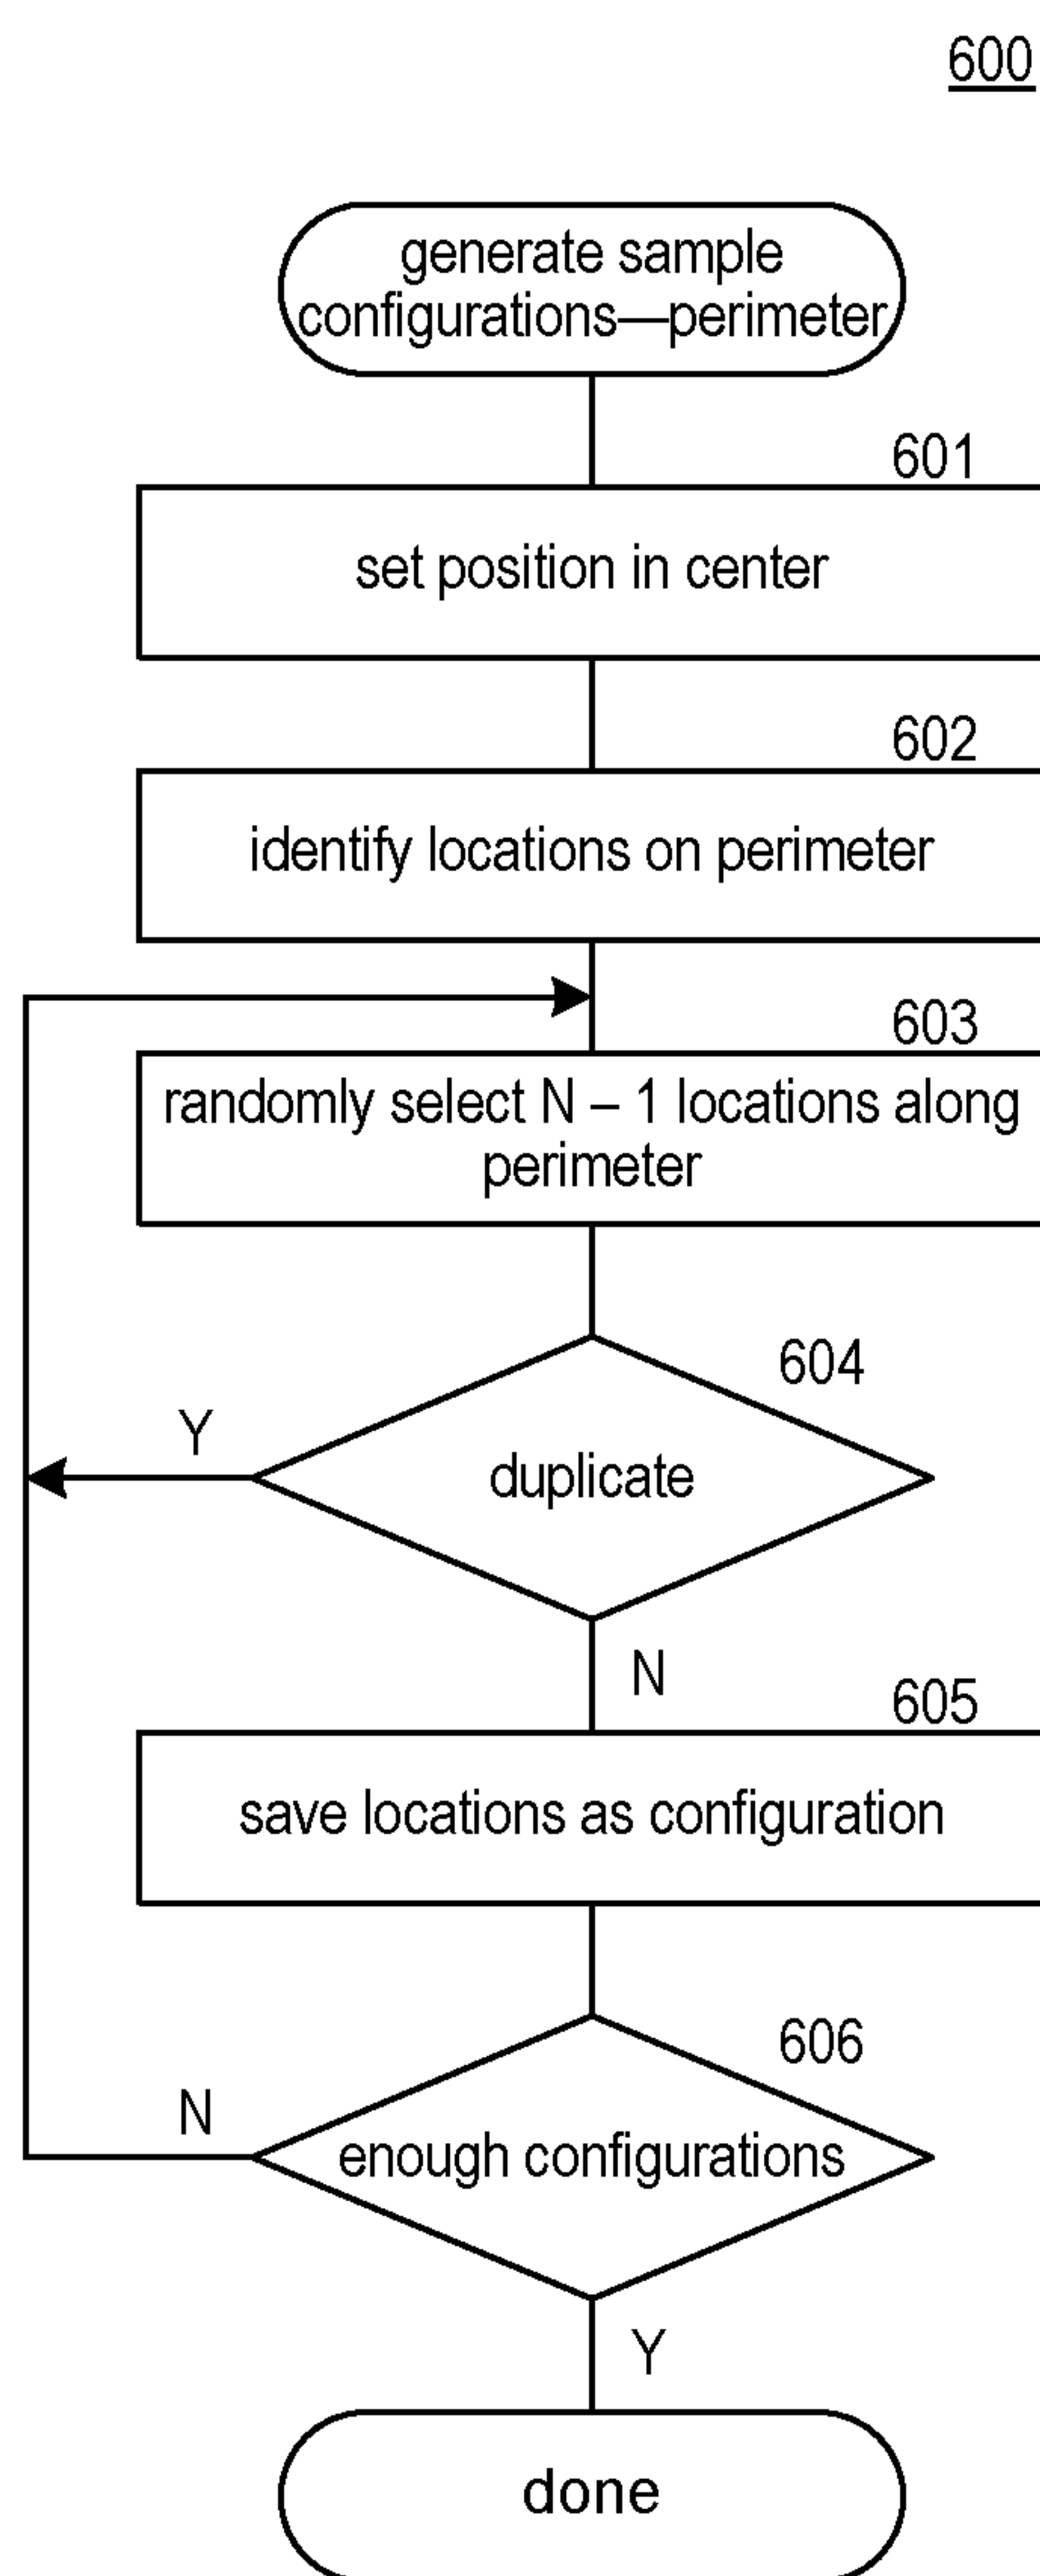 600
generate sample
configurations—perimeter
601
set position in center
602
identify locations on perimeter
603
randomly select N – 1 locations along
perimeter
604
Y
duplicate
N
605
save locations as configuration
606
N
enough configurations
Y
done